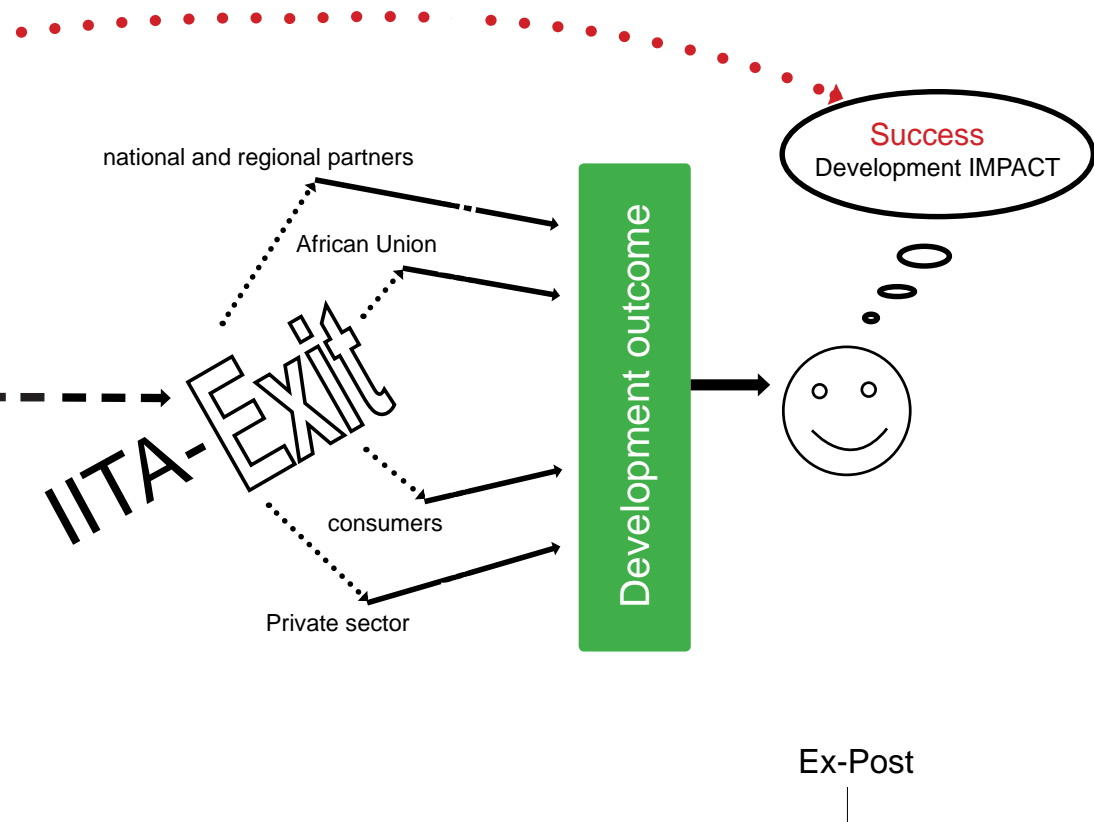 Success
Development IMPACT
national and regional partners
African Union
IITA-Exit
consumers
Private sector
Development outcome
Ex-Post